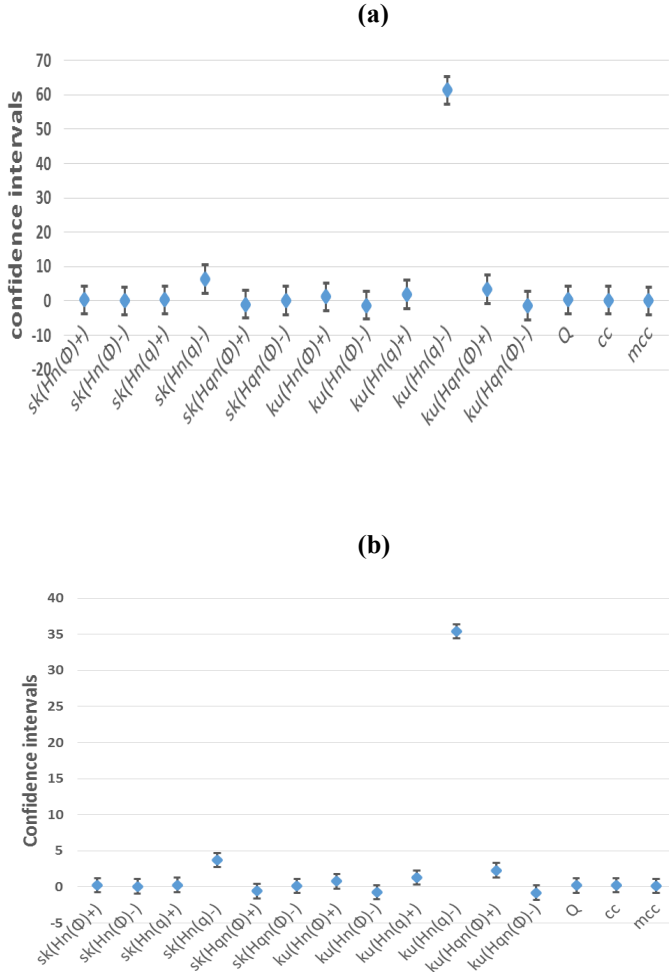 (a)
confidence intervals
70
60
50
40
30
20
10
0
-10
-20
sk(Hn(Φ)+)
sk(Hn(Φ)-)
sk(Hn(q)+)
sk(Hn(q)-)
sk(Hqn(Φ)+)
sk(Hqn(Φ)-)
ku(Hn(Φ)+)
ku(Hn(Φ)-)
ku(Hn(q)+)
ku(Hn(q)-)
ku(Hqn(Φ)+)
ku(Hqn(Φ)-)
Q
cc
mcc
(b)
Confidence intervals
40
35
30
25
20
15
10
5
0
-5
sk(Hn(Φ)+)
sk(Hn(Φ)-)
sk(Hn(q)+)
sk(Hn(q)-)
sk(Hqn(Φ)+)
sk(Hqn(Φ)-)
ku(Hn(Φ)+)
ku(Hn(Φ)-)
ku(Hn(q)+)
ku(Hn(q)-)
ku(Hqn(Φ)+)
ku(Hqn(Φ)-)
Q
cc
mcc